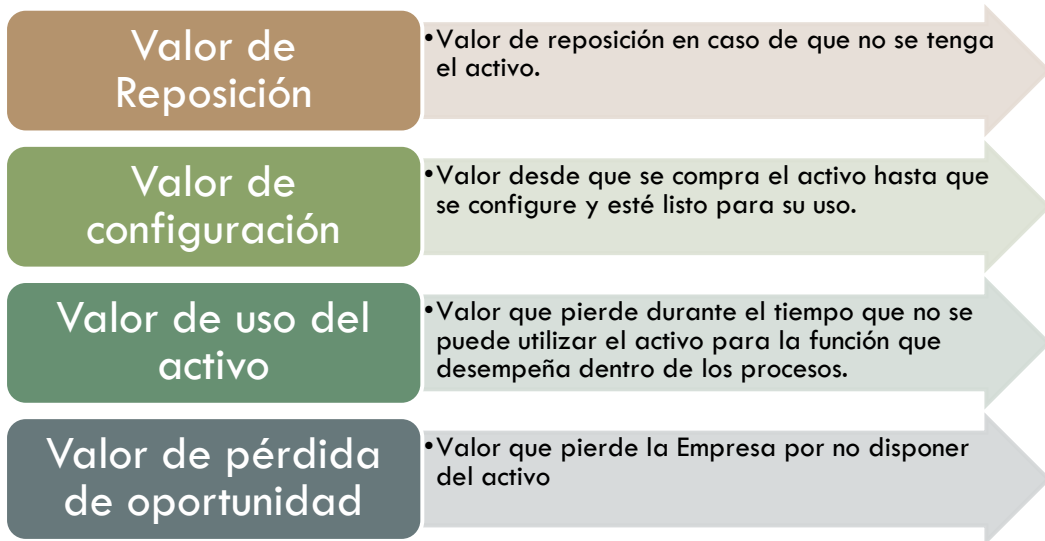 Valor de
Reposición
•Valor de reposición en caso de que no se tenga
el activo.
Valor de
configuración
•Valor desde que se compra el activo hasta que
se configure y esté listo para su uso.
Valor de uso del
activo
•Valor que pierde durante el tiempo que no se
puede utilizar el activo para la función que
desempeña dentro de los procesos.
Valor de pérdida
de oportunidad
•Valor que pierde la Empresa por no disponer
del activo